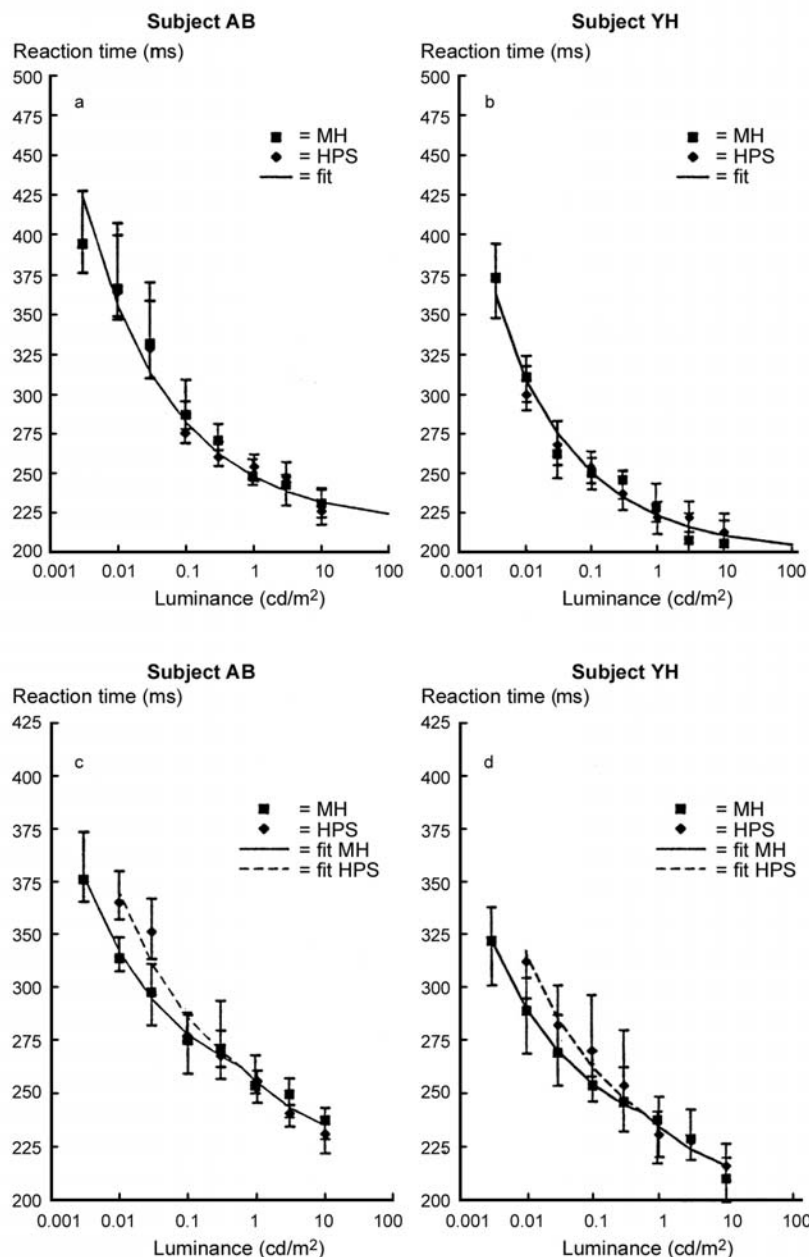 Subject AB
Reaction time (ms)
500
475
450
425
400
375
350
325
300
275
250
225
200
a
= MH
= HPS
= fit
0.001 0.01 0.1 1 10 100
Luminance (cd/m²)
Subject YH
Reaction time (ms)
500
475
450
425
400
375
350
325
300
275
250
225
200
b
= MH
= HPS
= fit
0.001 0.01 0.1 1 10 100
Luminance (cd/m²)
Subject AB
Reaction time (ms)
425
400
375
375
325
300
275
250
225
200
c
= MH
= HPS
= fit MH
= fit HPS
0.001 0.01 0.1 1 10 100
Luminance (cd/m²)
Subject YH
Reaction time (ms)
425
400
375
375
325
300
275
250
225
200
d
= MH
= HPS
= fit MH
= fit HPS
0.001 0.01 0.1 1 10 100
Luminance (cd/m²)